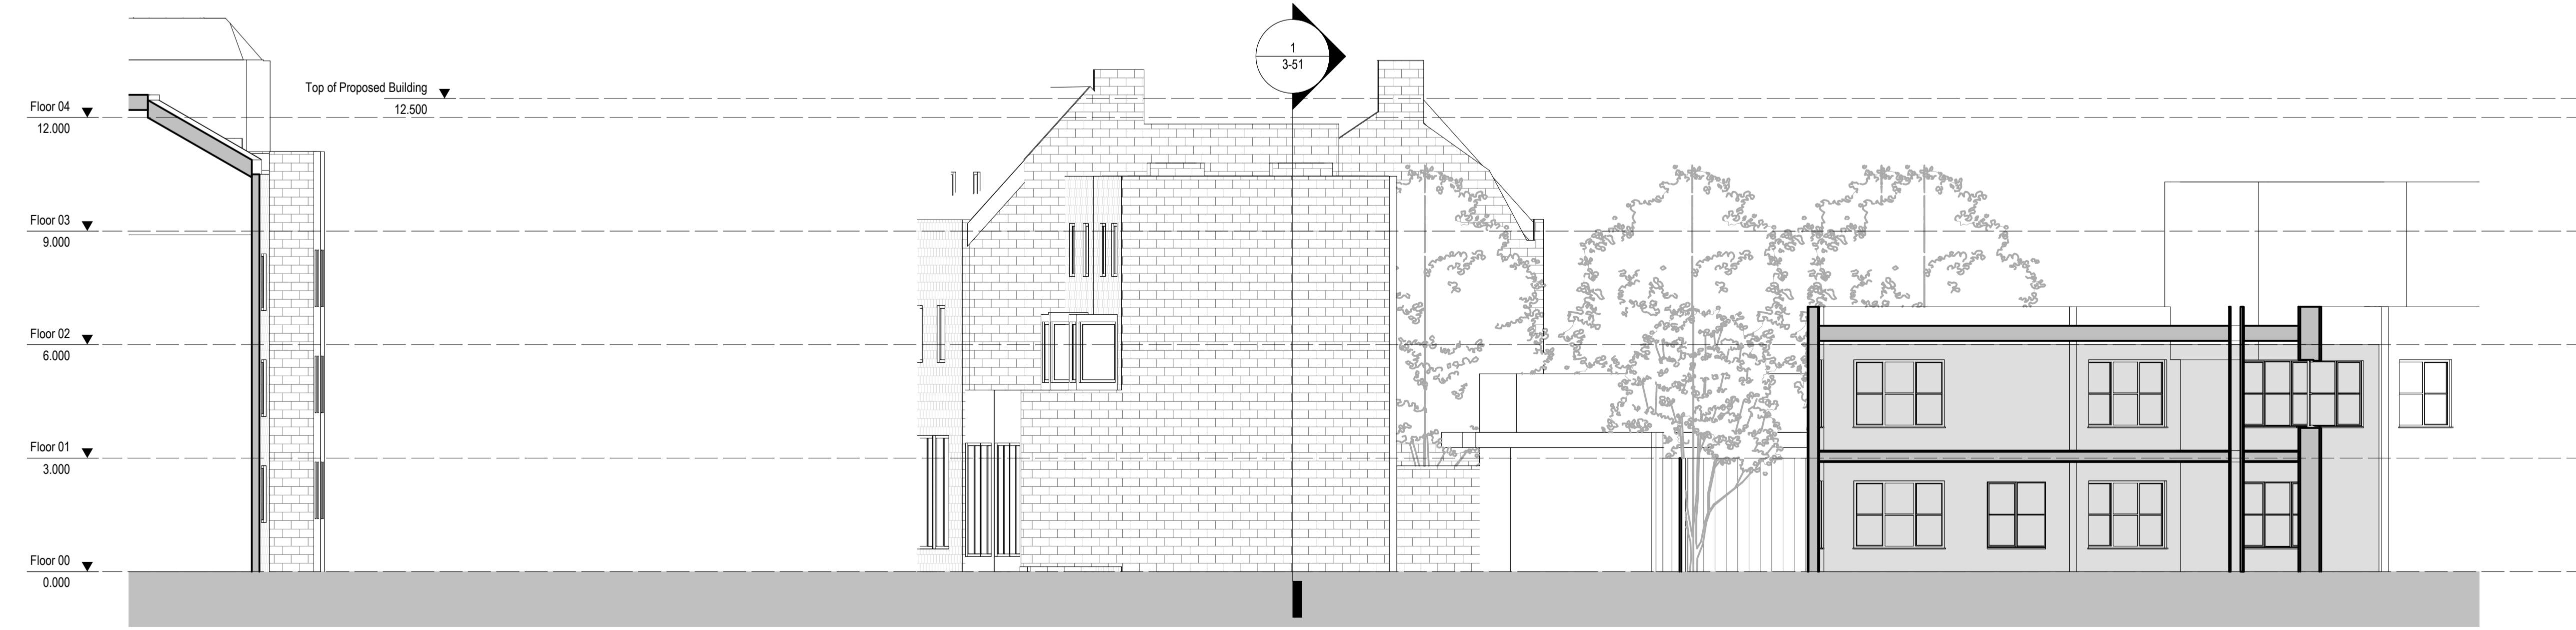 1
3-51
Top of Proposed Building
12.500
Floor 04
12.000
Floor 03
9.000
Floor 02
6.000
Floor 01
3.000
Floor 00
0.000